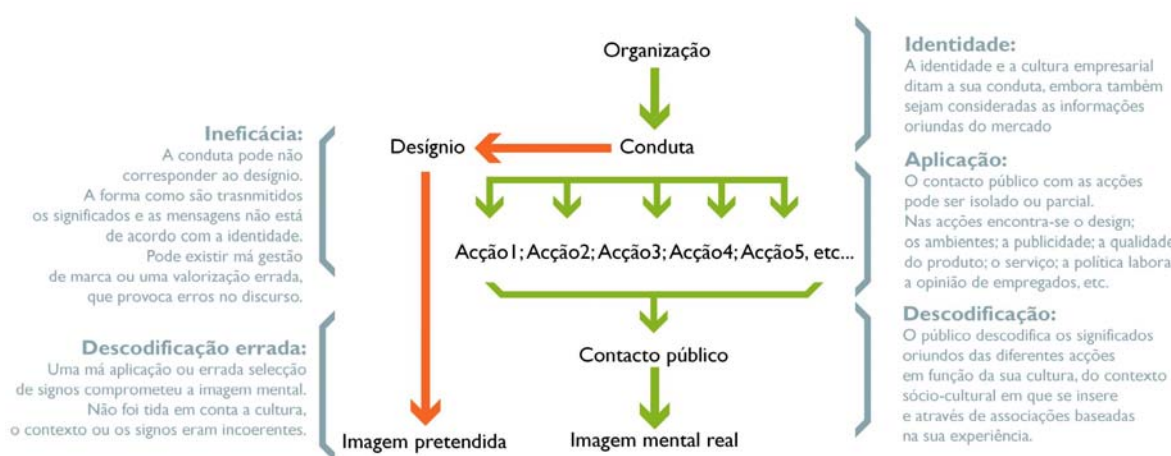 Organização
Desígnio
Conduta
Acção1; Acção2; Acção3; Acção4; Acção5, etc...
Contacto público
Imagem pretendida
Imagem mental real
Ineficácia:
A conduta pode não
corresponder ao desígnio.
A forma como são trasnmitidos
os significados e as mensagens não está
de acordo com a identidade.
Pode existir má gestão
de marca ou uma valorização errada,
que provoca erros no discurso.
Descodificação errada:
Uma má aplicação ou errada selecção
de signos comprometeu a imagem mental.
Não foi tida em conta a cultura,
o contexto ou os signos eram incoerentes.
Identidade:
A identidade e a cultura empresarial
ditam a sua conduta, embora também
sejam consideradas as informações
oriundas do mercado
Aplicação:
O contacto público com as acções
pode ser isolado ou parcial.
Nas acções encontra-se o design;
os ambientes; a publicidade; a qualidade
do produto; o serviço; a política labora
a opinião de empregados, etc.
Descodificação:
O público descodifica os significados
oriundos das diferentes acções
em função da sua cultura, do contexto
sócio-cultural em que se insere
e através de associações baseadas
na sua experiência.